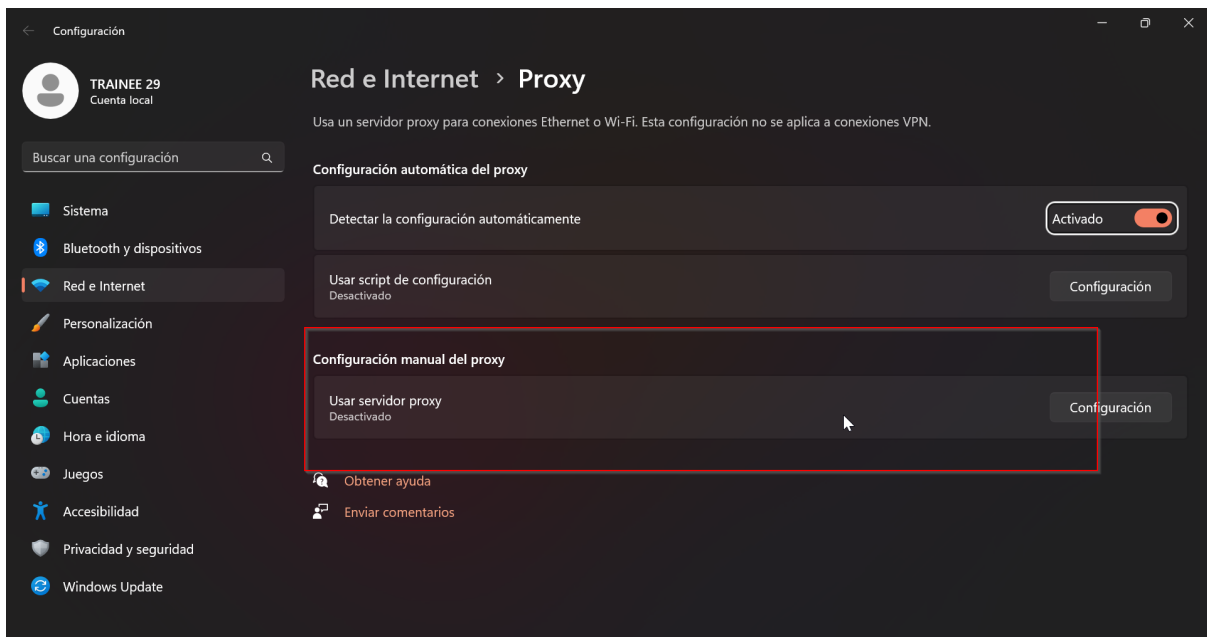 Configuración
TRAINEE 29
Cuenta local
Buscar una configuración
Sistema
Bluetooth y dispositivos
Red e Internet
Personalización
Aplicaciones
Cuentas
Hora e idioma
Juegos
Accesibilidad
Privacidad y seguridad
Windows Update
Red e Internet > Proxy
Usa un servidor proxy para conexiones Ethernet o Wi-Fi. Esta configuración no se aplica a conexiones VPN.
Configuración automática del proxy
Detectar la configuración automáticamente
Activado
Usar script de configuración
Desactivado
Configuración
Configuración manual del proxy
Usar servidor proxy
Desactivado
Configuración
Obtener ayuda
Enviar comentarios